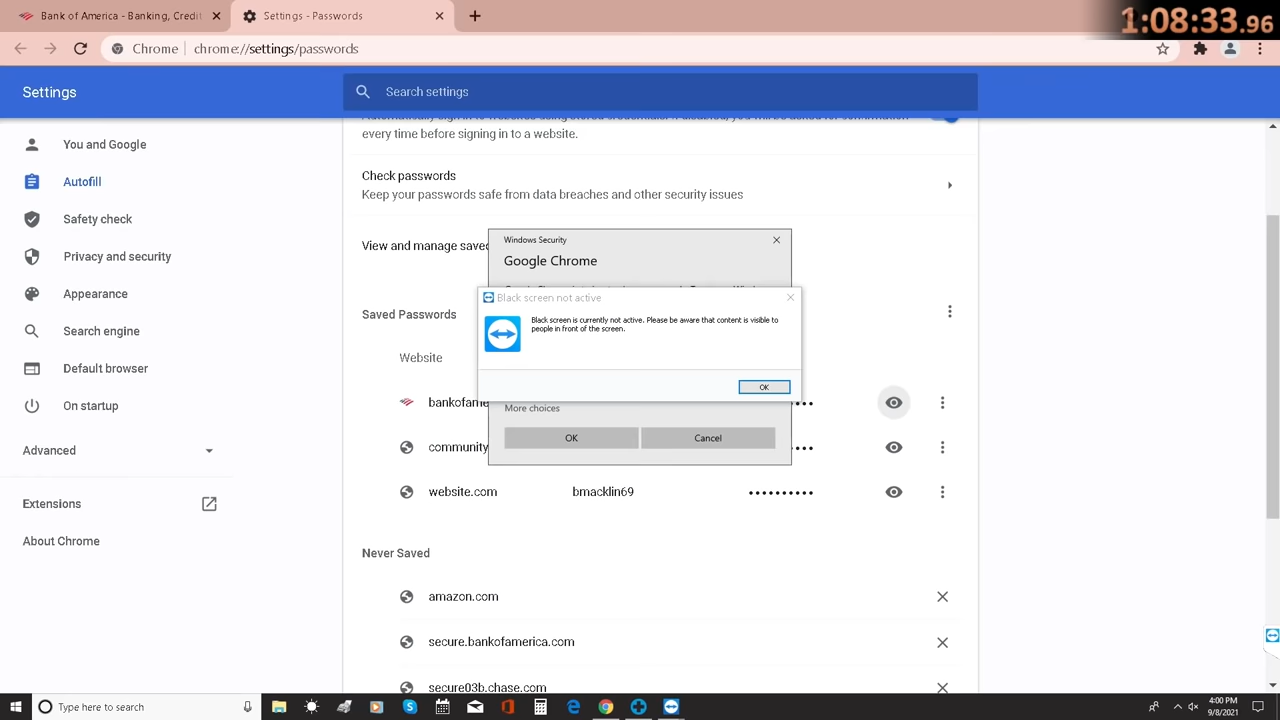 Bank of America - Banking, Credit
Settings - Passwords
1:08:33.96
Chrome
chrome://settings/passwords
Settings
Search settings
every time before signing in to a website.
You and Google
Autofill
Safety check
Privacy and security
Appearance
Search engine
Default browser
On startup
Advanced
Extensions
About Chrome
Check passwords
Keep your passwords safe from data breaches and other security issues
View and manage saved
Windows Security
Google Chrome
Black screen not active
Black screen is currently not active. Please be aware that content is visible to
people in front of the screen.
OK
More choices
OK
Cancel
Saved Passwords
Website
bankofame
community
website.com bmacklin69 ••••••••••
Never Saved
amazon.com
secure.bankofamerica.com
secure03b.chase.com
Type here to search
4:00 PM
9/8/2021